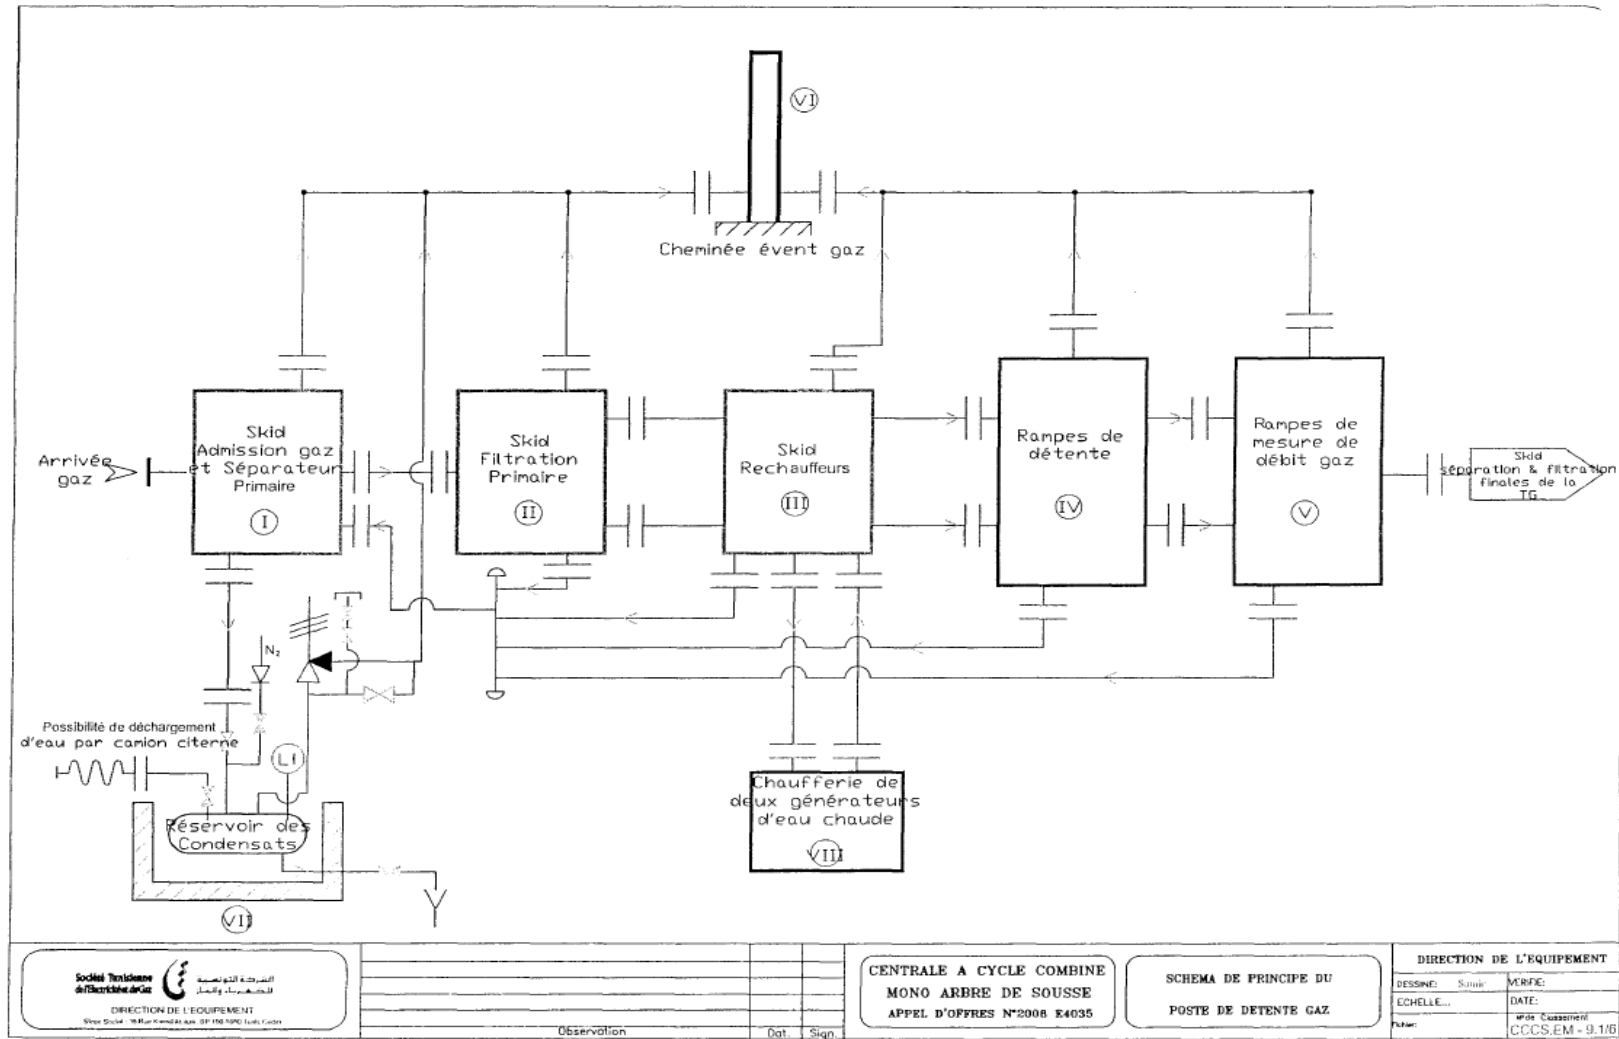 VI
Cheminée évent gaz
Arrivée
gaz
Skid
Admission gaz
et Séparateur
Primaire
I
Skid
Filtration
Primaire
II
Skid
Rechauffeurs
III
Rampes de
détente
IV
Rampes de
mesure de
débit gaz
V
Skid
séparation & filtration
finales de la
TG
N₂
Possibilité de déchargement
d'eau par camion citerne
LI
Réservoir des
Condensats
VII
Chaufferie de
deux générateurs
d'eau chaude
VIII
Société Tunisienne
de l'Electricité et du Gaz
الشركة التونسية
للكهرباء والغاز
DIRECTION DE L'EQUIPEMENT
Observation
Dat.
Sign.
CENTRALE A CYCLE COMBINE
MONO ARBRE DE SOUSSE
APPEL D'OFFRES N°2008 E4035
SCHEMA DE PRINCIPE DU
POSTE DE DETENTE GAZ
DIRECTION DE L'EQUIPEMENT
DESSINE: Samir
VERIFIE:
ECHELLE...
DATE:
Fichier:
N°de Classement
CCCS.EM - 9.1/6